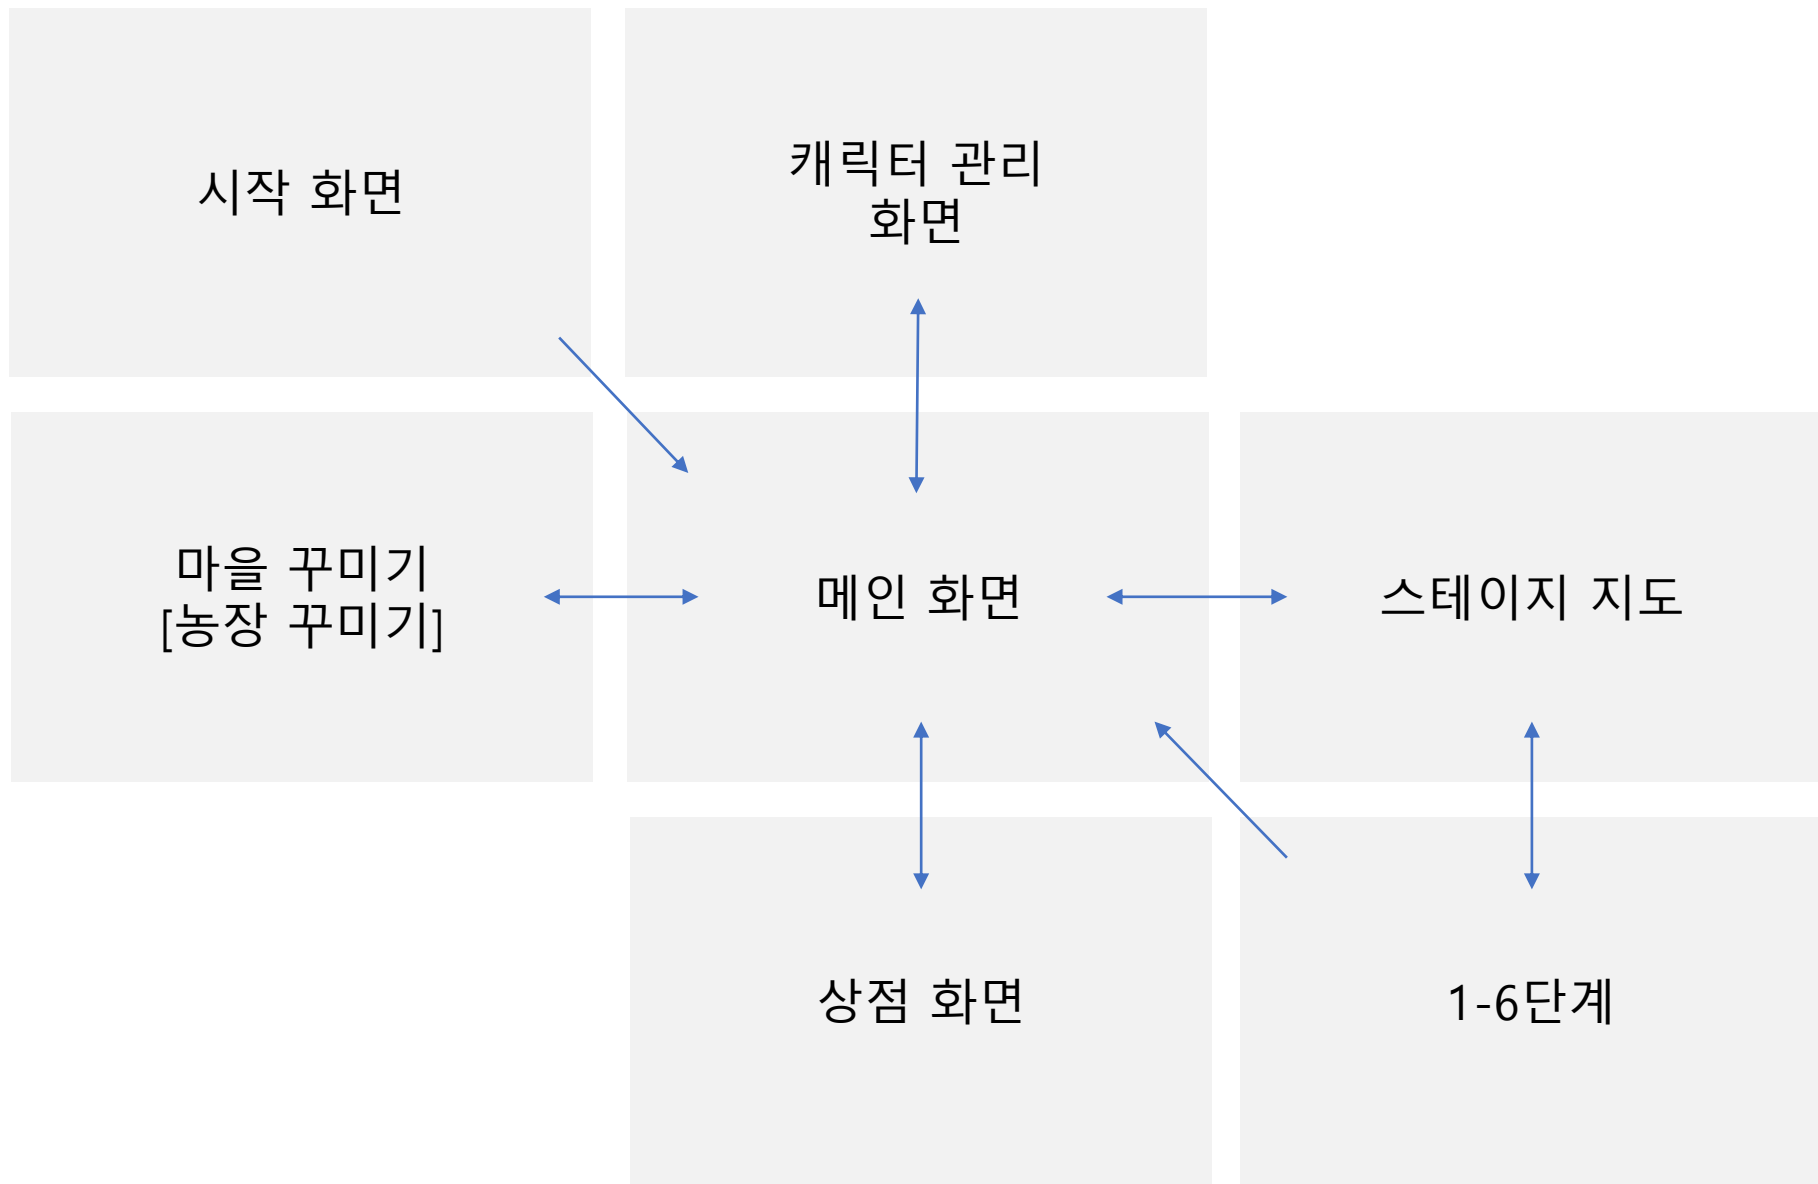 시작 화면
캐릭터 관리
화면
마을 꾸미기
[농장 꾸미기]
메인 화면
스테이지 지도
상점 화면
1-6단계